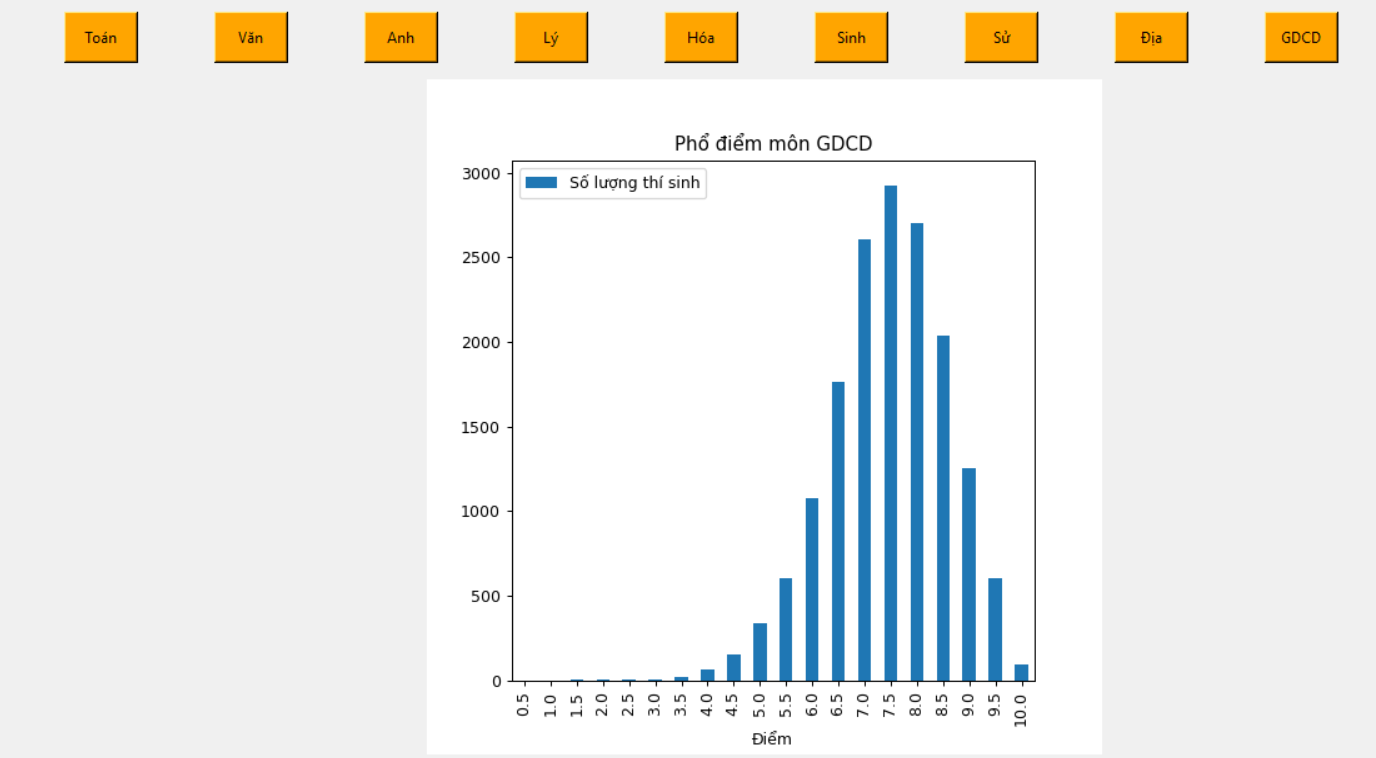 Toán Văn Anh Lý Hóa Sinh Sử Địa GDCD
Phổ điểm môn GDCD
Số lượng thí sinh
3000
2500
2000
1500
1000
500
0
0.5 1.0 1.5 2.0 2.5 3.0 3.5 4.0 4.5 5.0 5.5 6.0 6.5 7.0 7.5 8.0 8.5 9.0 9.5 10.0
Điểm